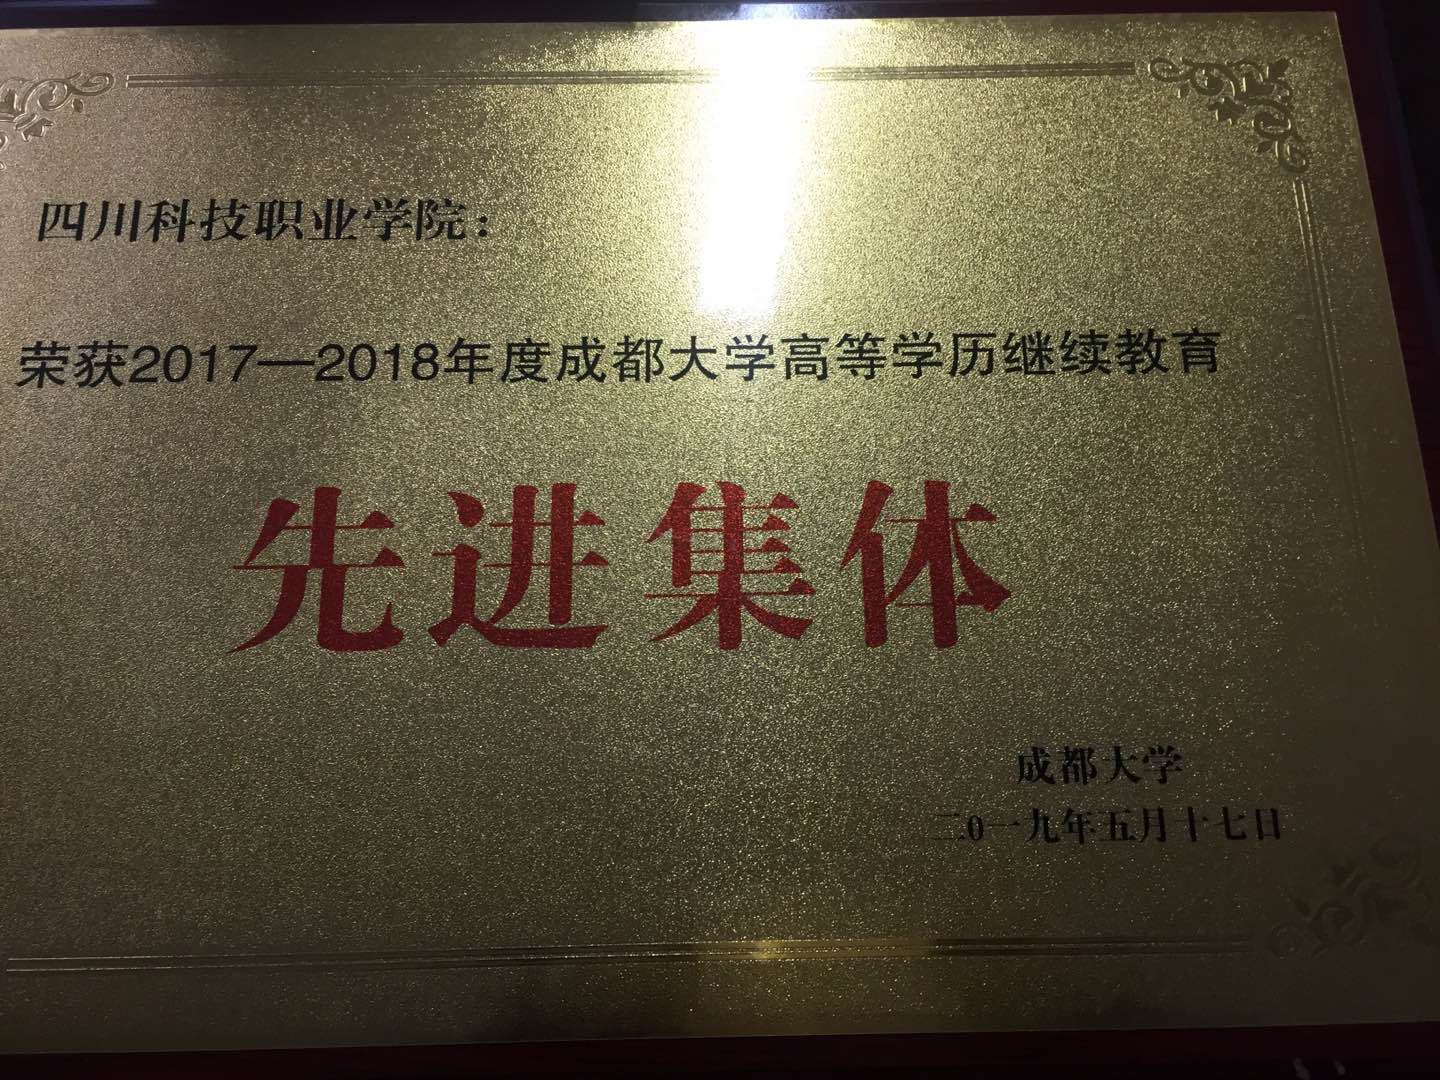 四川科技职业学院：
荣获2017—2018年度成都大学高等学历继续教育
先进集体
成都大学
二0一九年五月十七日